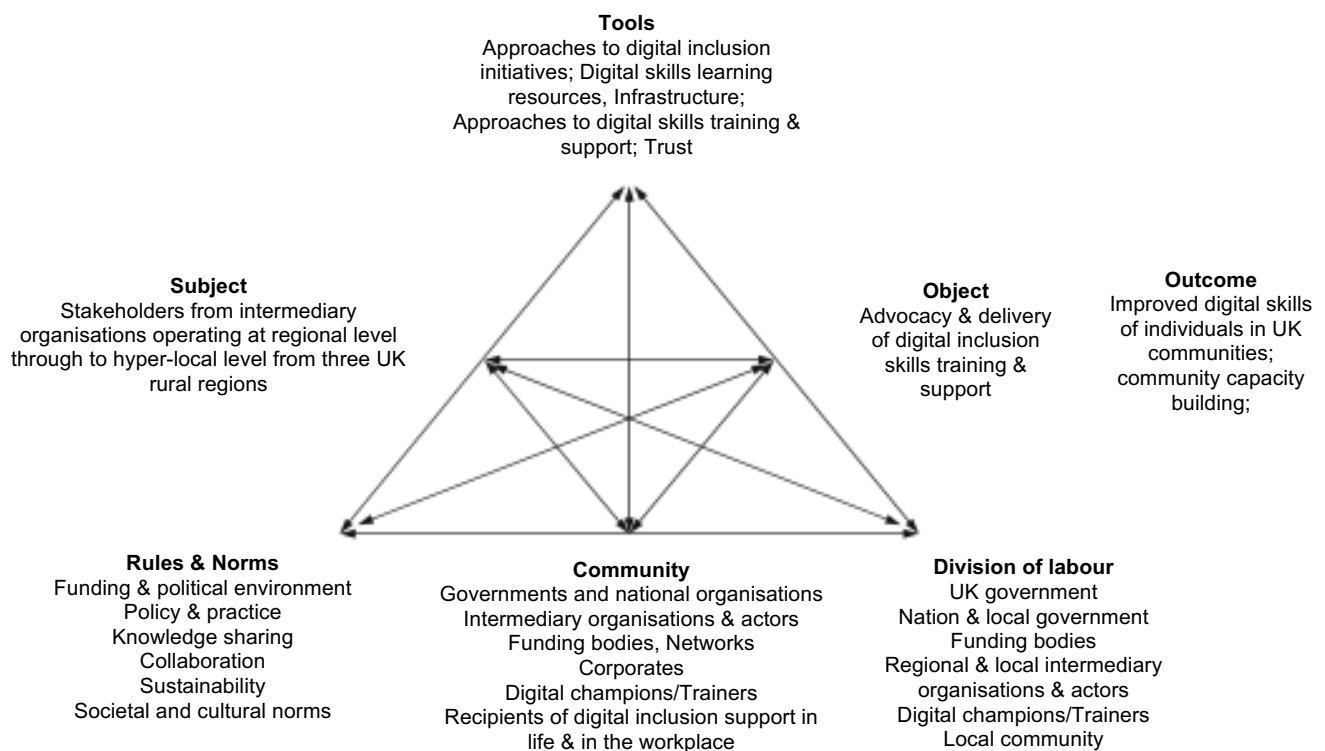 Tools
Approaches to digital inclusion
initiatives; Digital skills learning
resources, Infrastructure;
Approaches to digital skills training &
support; Trust
Subject
Stakeholders from intermediary
organisations operating at regional level
through to hyper-local level from three UK
rural regions
Object
Advocacy & delivery
of digital inclusion
skills training &
support
Outcome
Improved digital skills
of individuals in UK
communities;
community capacity
building;
Rules & Norms
Funding & political environment
Policy & practice
Knowledge sharing
Collaboration
Sustainability
Societal and cultural norms
Community
Governments and national organisations
Intermediary organisations & actors
Funding bodies, Networks
Corporates
Digital champions/Trainers
Recipients of digital inclusion support in
life & in the workplace
Division of labour
UK government
Nation & local government
Funding bodies
Regional & local intermediary
organisations & actors
Digital champions/Trainers
Local community